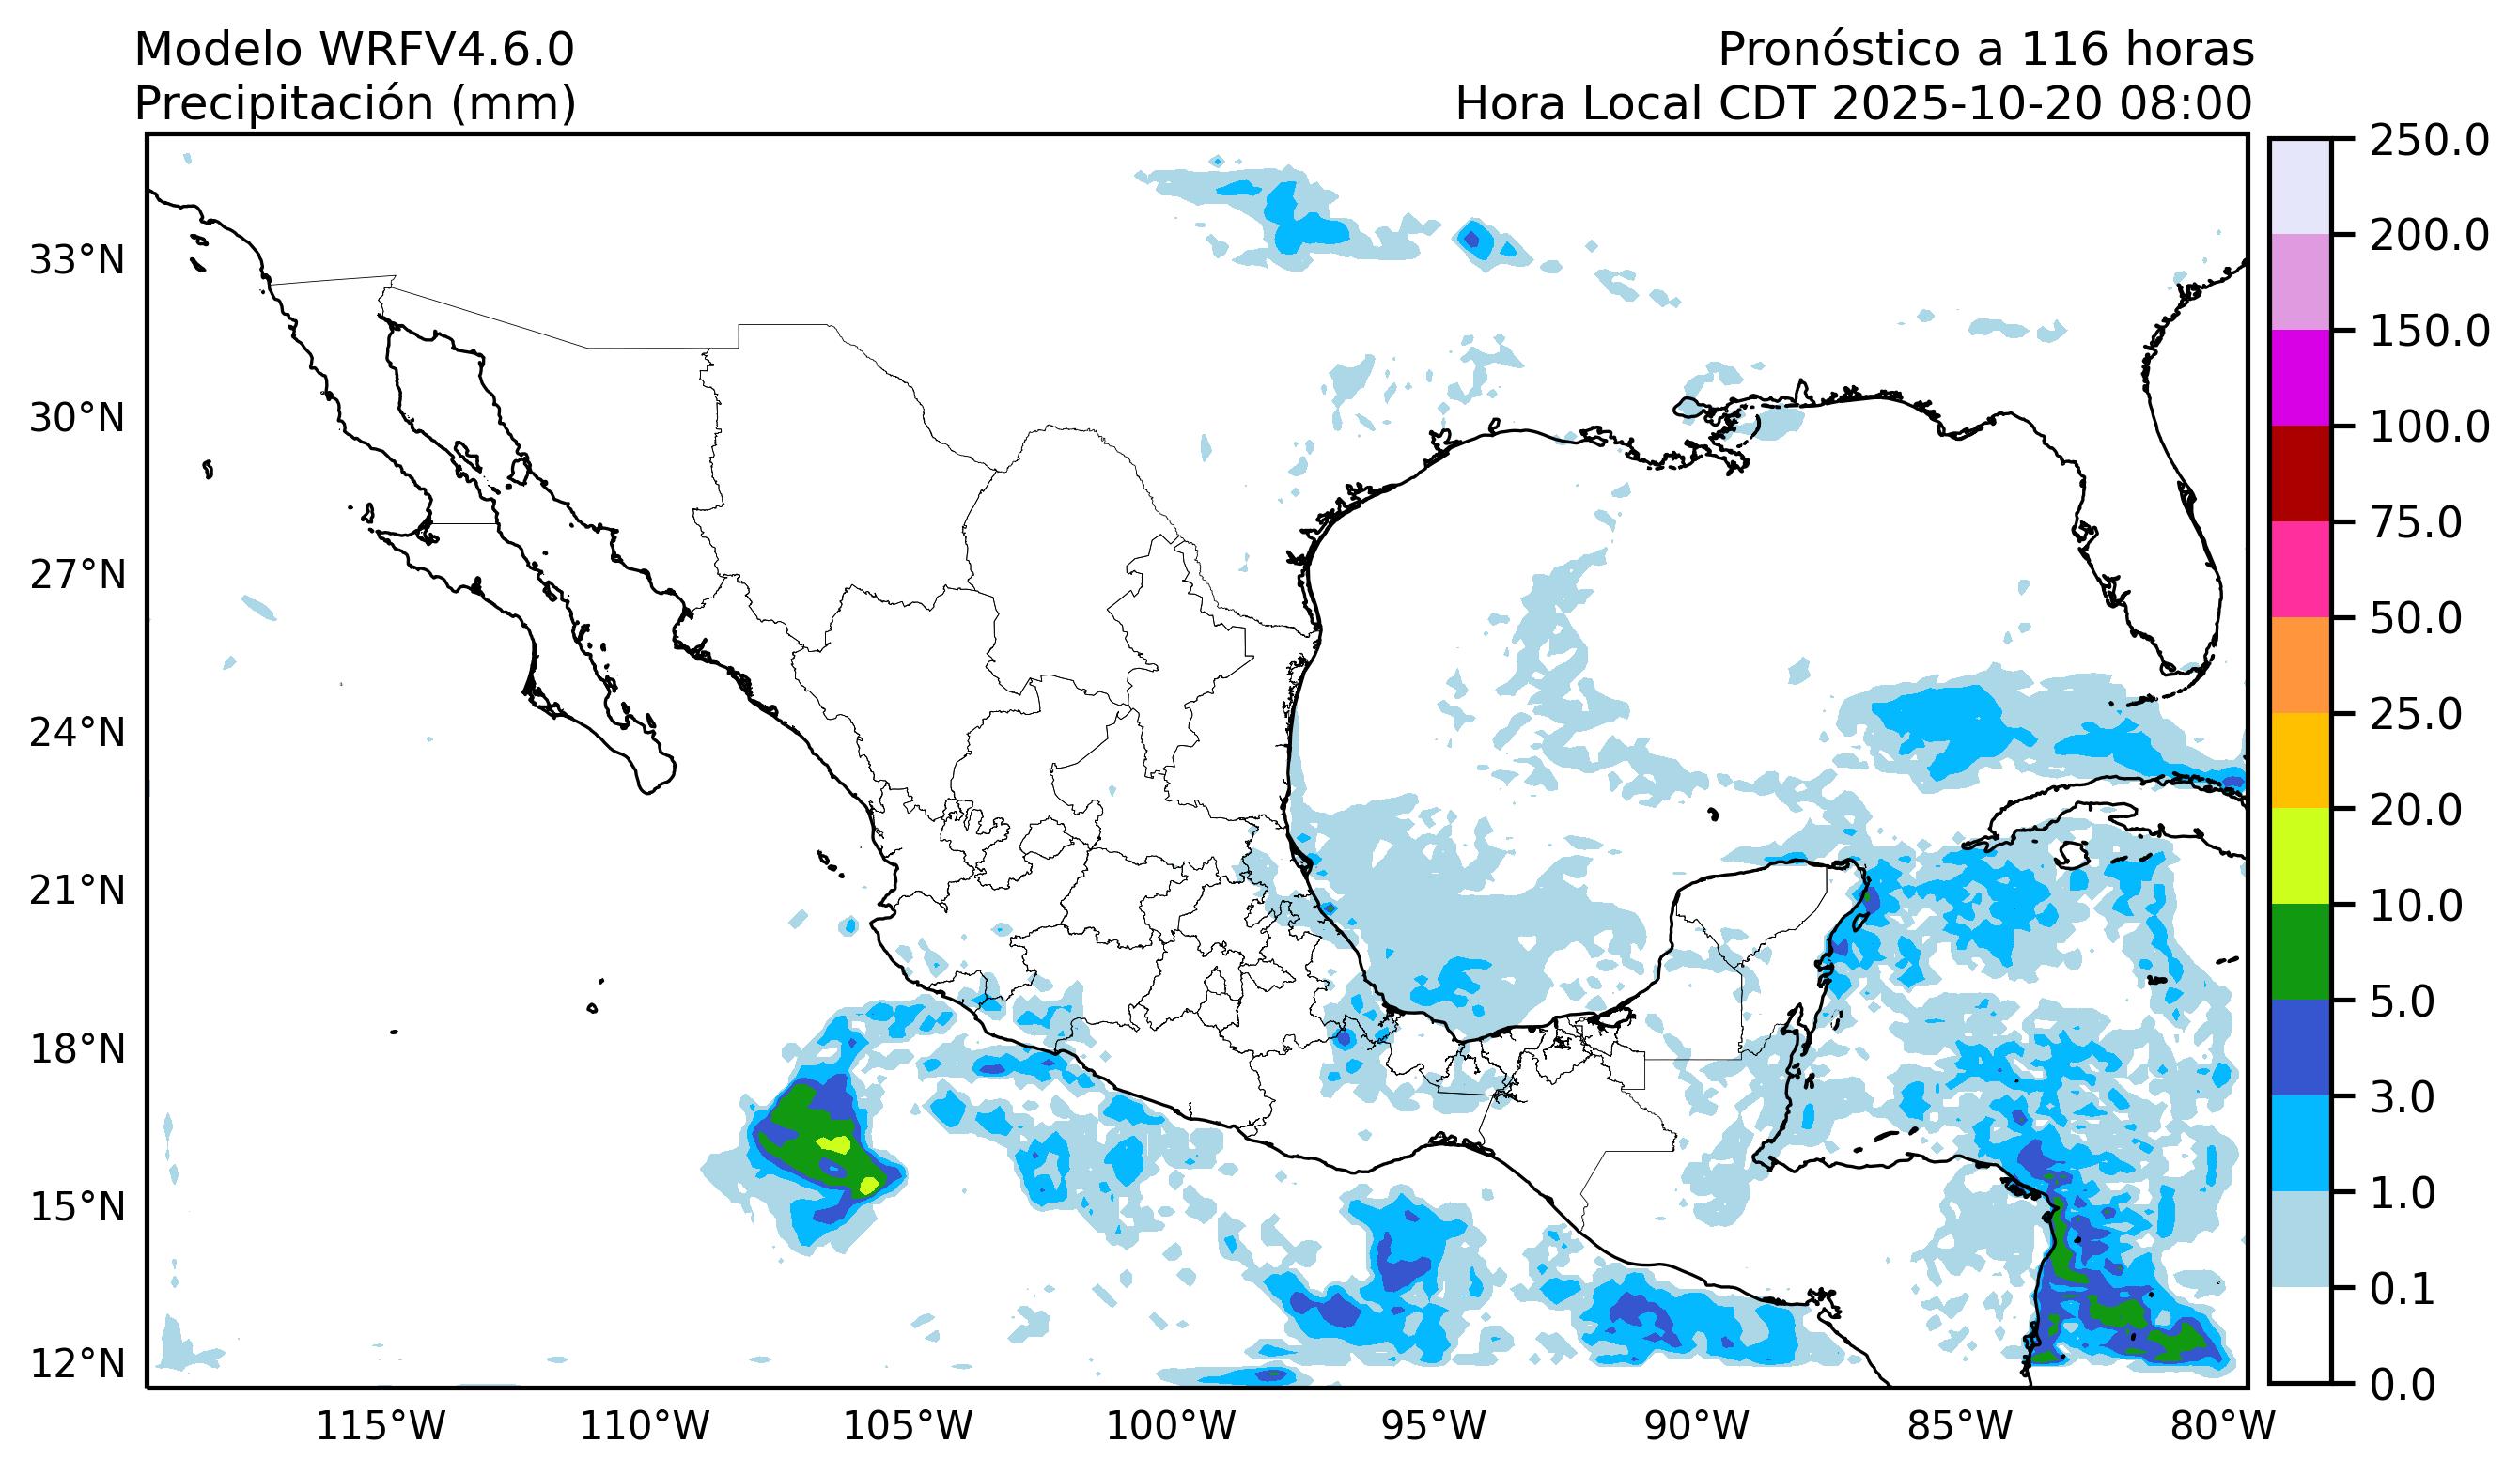 Modelo WRFV4.6.0
Precipitación (mm)
Pronóstico a 116 horas
Hora Local CDT 2025-10-20 08:00
33°N
30°N
27°N
24°N
21°N
18°N
15°N
12°N
115°W
110°W
105°W
100°W
95°W
90°W
85°W
80°W
250.0
200.0
150.0
100.0
75.0
50.0
25.0
20.0
10.0
5.0
3.0
1.0
0.1
0.0